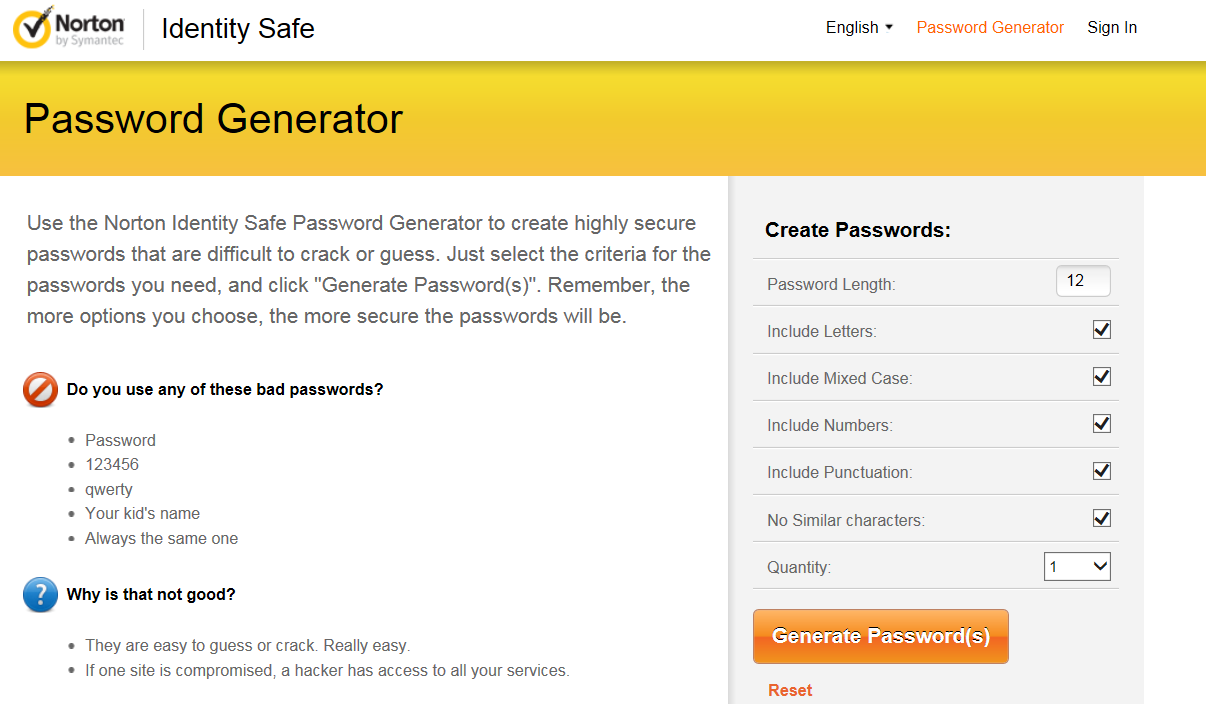 Norton
by Symantec
Identity Safe
English
Password Generator
Sign In
Password Generator
Use the Norton Identity Safe Password Generator to create highly secure
passwords that are difficult to crack or guess. Just select the criteria for the
passwords you need, and click "Generate Password(s)". Remember, the
more options you choose, the more secure the passwords will be.
Do you use any of these bad passwords?
• Password
• 123456
• qwerty
• Your kid's name
• Always the same one
? Why is that not good?
• They are easy to guess or crack. Really easy.
• If one site is compromised, a hacker has access to all your services.
Create Passwords:
Password Length: 12
Include Letters:
Include Mixed Case:
Include Numbers:
Include Punctuation:
No Similar characters:
Quantity: 1
Generate Password(s)
Reset